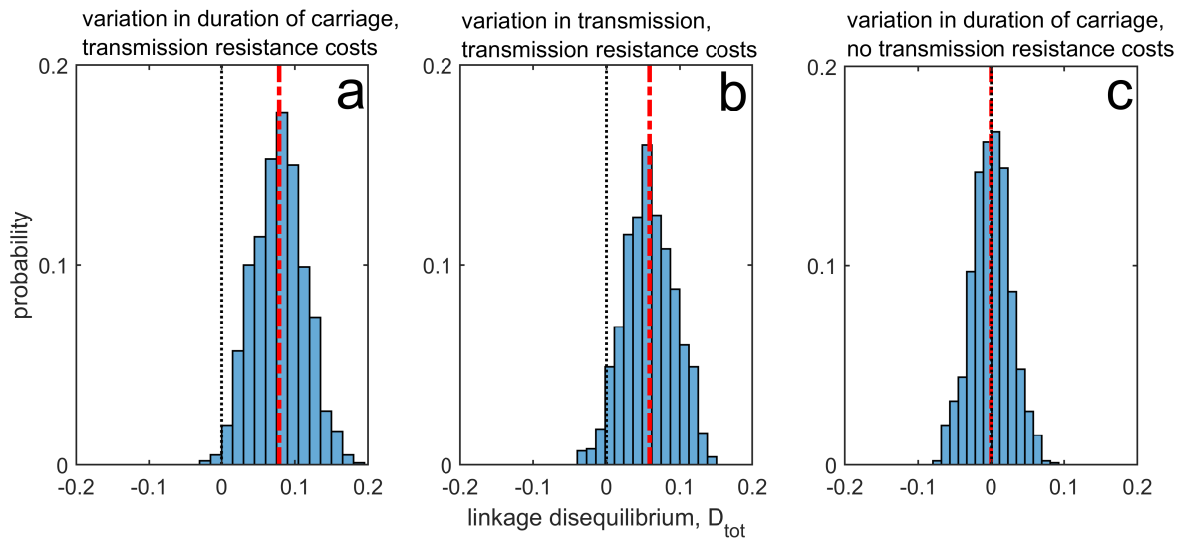 variation in duration of carriage,
transmission resistance costs
variation in transmission,
transmission resistance costs
variation in duration of carriage,
no transmission resistance costs
a
b
c
probability
0.2
0.1
0
-0.2 -0.1 0 0.1 0.2
0.2
0.1
0
-0.2 -0.1 0 0.1 0.2
0.2
0.1
0
-0.2 -0.1 0 0.1 0.2
linkage disequilibrium, D_tot